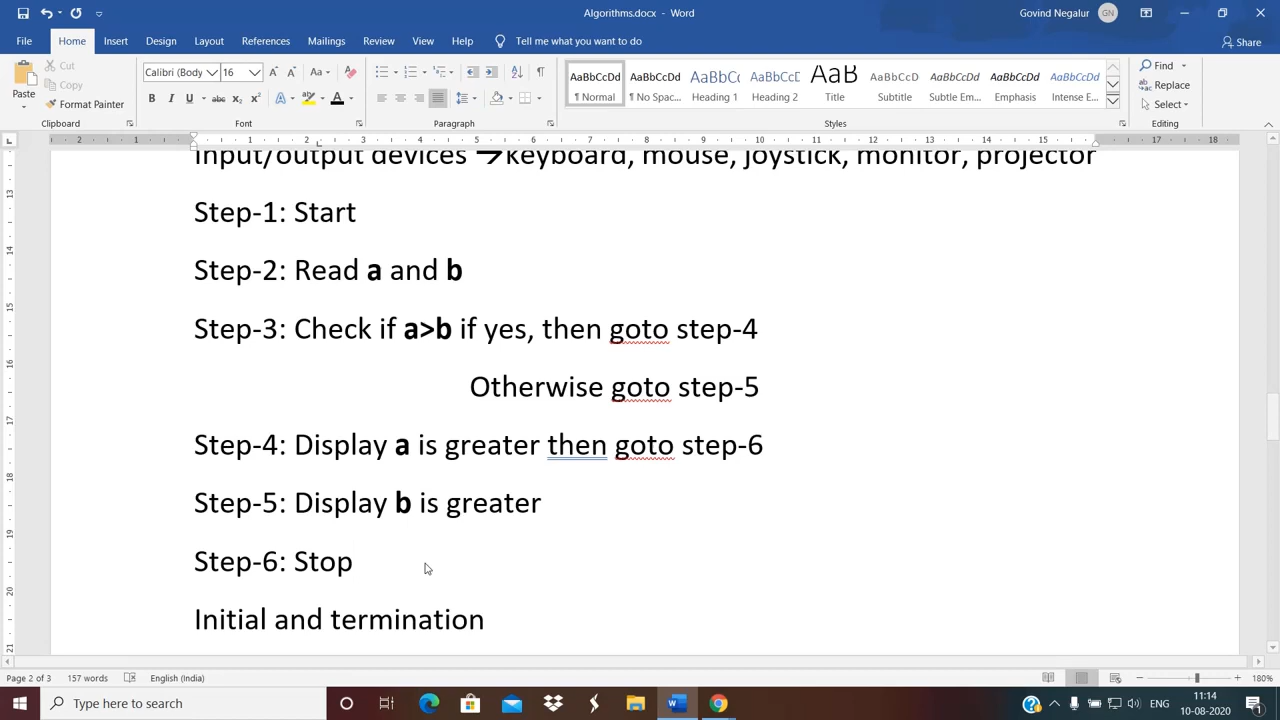 Algorithms.docx - Word
Govind Negalur
GN
File
Home
Insert
Design
Layout
References
Mailings
Review
View
Help
Tell me what you want to do
Share
Paste
Cut
Copy
Format Painter
Clipboard
Calibri (Body
16
Font
Paragraph
AaBbCcDd
¶ Normal
AaBbCcDd
¶ No Spac...
AaBbCc
Heading 1
AaBbCcD
Heading 2
AaB
Title
AaBbCcD
Subtitle
AaBbCcDd
Subtle Em...
AaBbCcDd
Emphasis
AaBbCcDd
Intense E...
Styles
Find
Replace
Select
Editing
Input/output devices →keyboard, mouse, joystick, monitor, projector
Step-1: Start
Step-2: Read a and b
Step-3: Check if a>b if yes, then goto step-4
Otherwise goto step-5
Step-4: Display a is greater then goto step-6
Step-5: Display b is greater
Step-6: Stop
Initial and termination
Page 2 of 3
157 words
English (India)
180%
Type here to search
11:14
ENG
10-08-2020